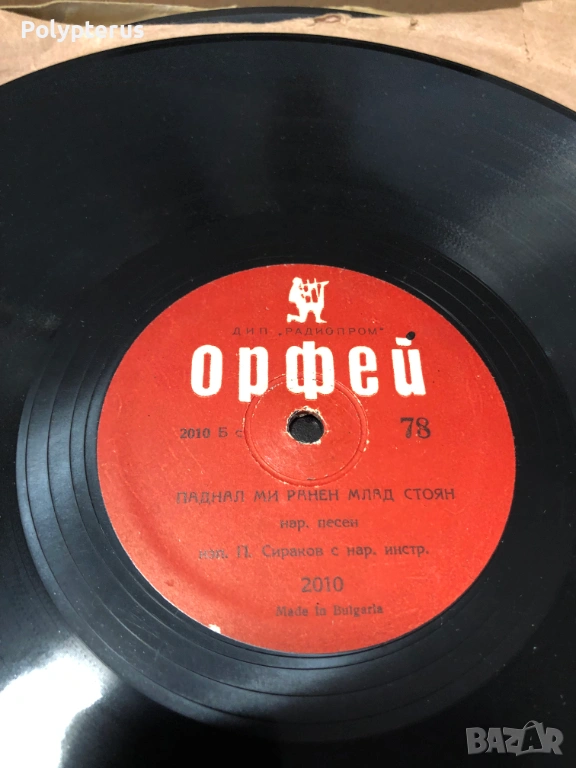 Polypterus
ДИП „РАДИОПРОМ"
ОРФЕЙ
2010 Б
78
ПАДНАЛ МИ РАНЕН МЛАД СТОЯН
нар. песен
изп. П. Сираков с нар. инстр.
2010
Made in Bulgaria
BAZAR